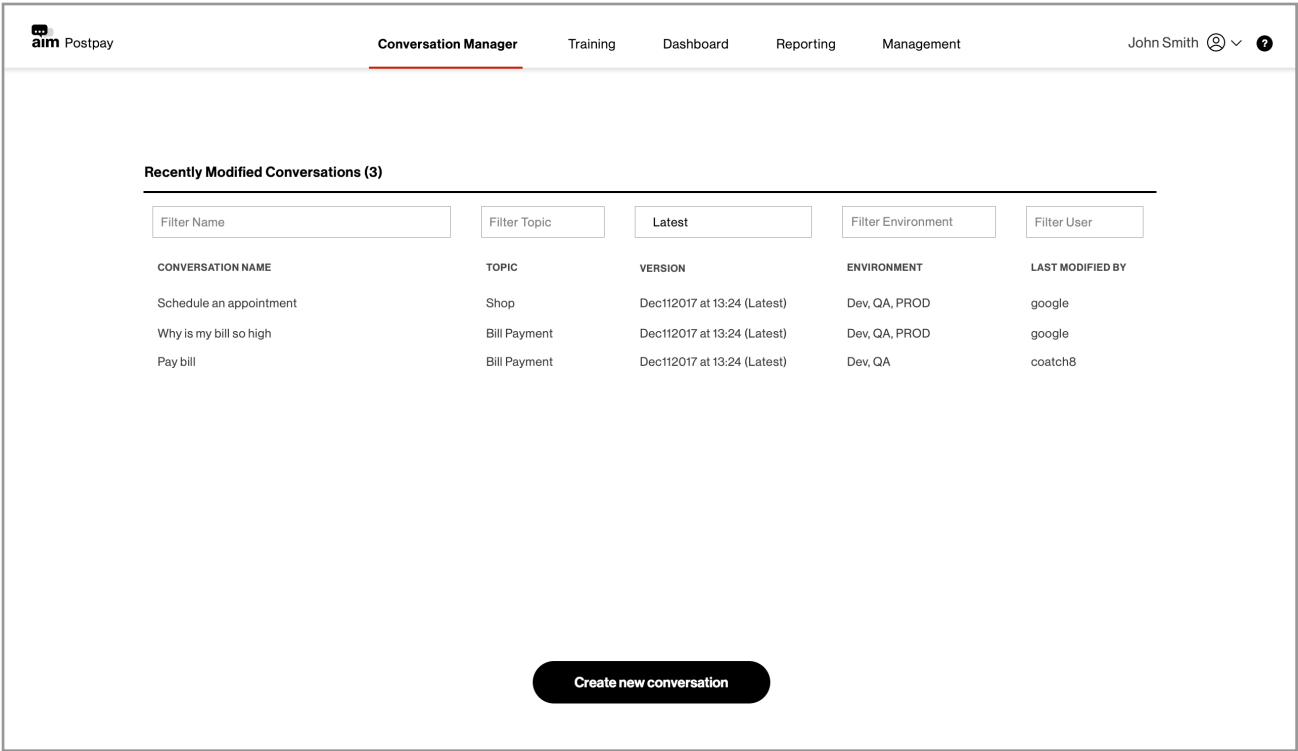 aim Postpay
Conversation Manager Training Dashboard Reporting Management
John Smith ?
Recently Modified Conversations (3)
Filter Name Filter Topic Latest Filter Environment Filter User
CONVERSATION NAME TOPIC VERSION ENVIRONMENT LAST MODIFIED BY
Schedule an appointment Shop Dec112017 at 13:24 (Latest) Dev, QA, PROD google
Why is my bill so high Bill Payment Dec112017 at 13:24 (Latest) Dev, QA, PROD google
Pay bill Bill Payment Dec112017 at 13:24 (Latest) Dev, QA coatch8
Create new conversation